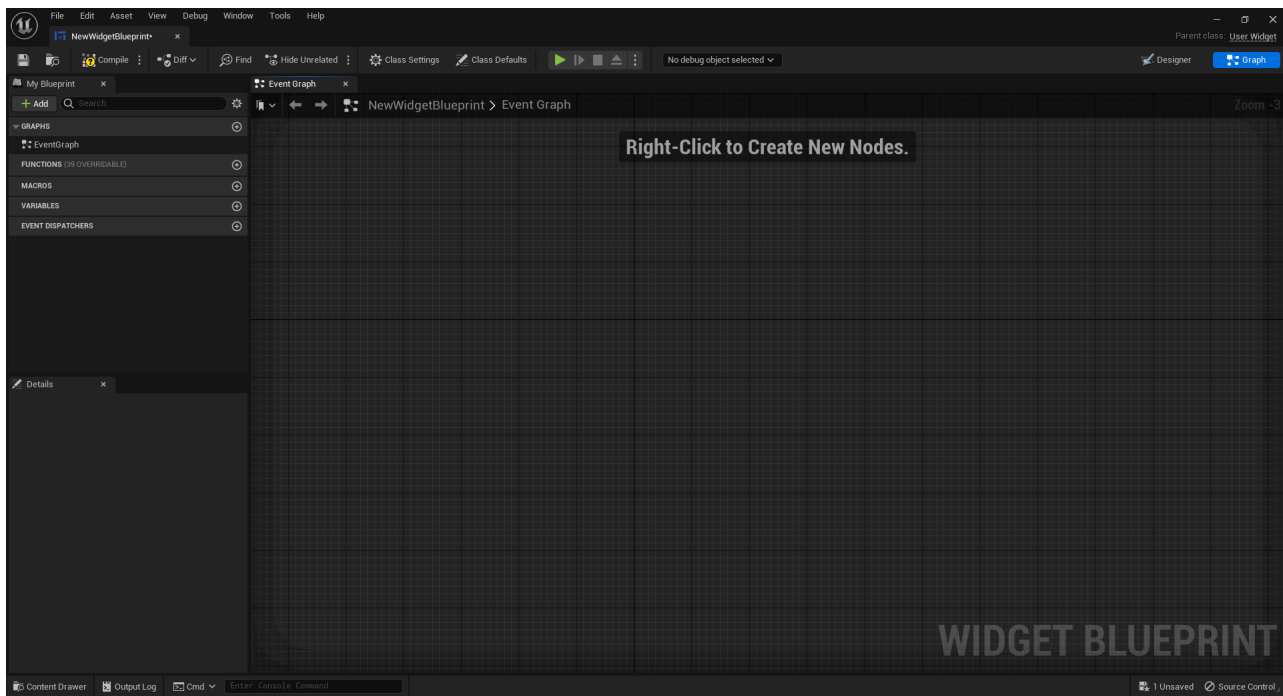 File Edit Asset View Debug Window Tools Help
NewWidgetBlueprint*
Parent class: User Widget
Compile Diff Find Hide Unrelated Class Settings Class Defaults No debug object selected Designer Graph
My Blueprint
Event Graph
+ Add Search
NewWidgetBlueprint > Event Graph Zoom -3
GRAPHS
EventGraph
FUNCTIONS (39 OVERRIDABLE)
MACROS
VARIABLES
EVENT DISPATCHERS
Right-Click to Create New Nodes.
Details
WIDGET BLUEPRINT
Content Drawer Output Log Cmd Enter Console Command 1 Unsaved Source Control